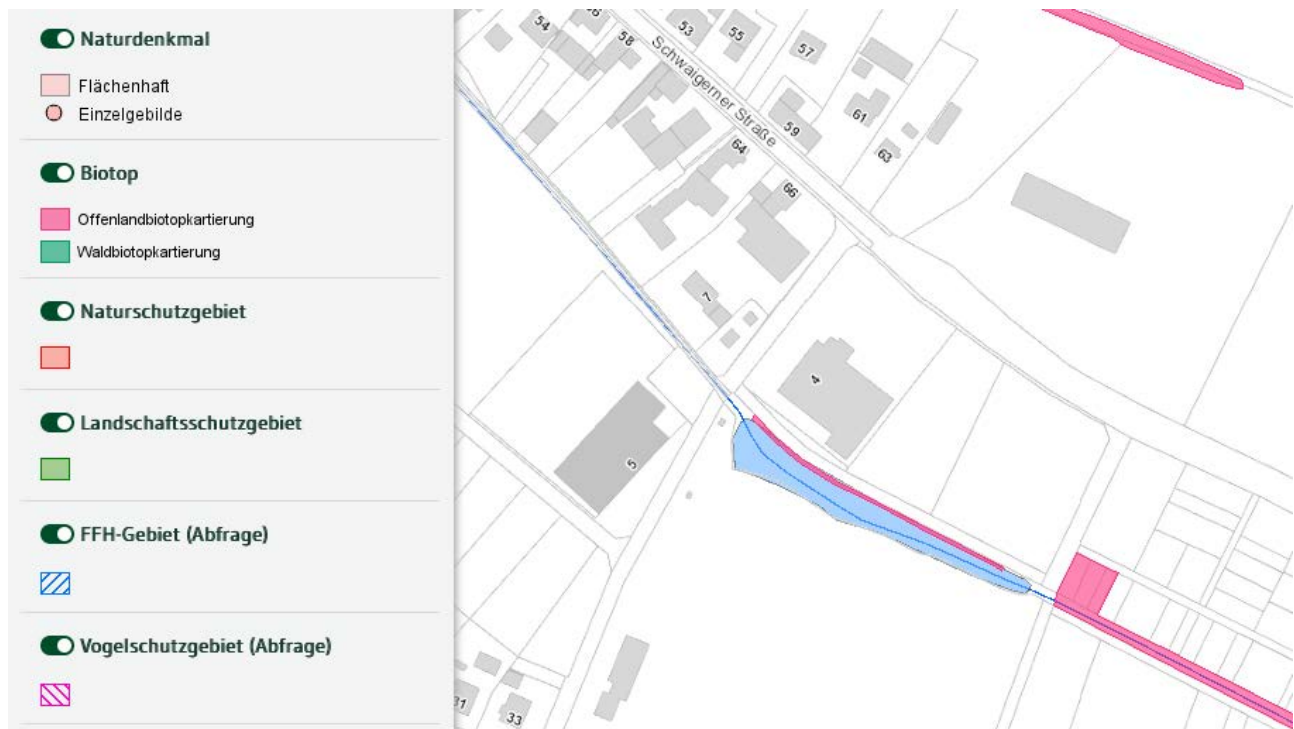 Naturdenkmal
Flächenhaft
Einzelgebilde
Biotop
Offenlandbiotopkartierung
Waldbiotopkartierung
Naturschutzgebiet
Landschaftsschutzgebiet
FFH-Gebiet (Abfrage)
Vogelschutzgebiet (Abfrage)
54
58
53
55
57
Schwaigerner Straße
59
61
63
64
66
7
4
5
31
33